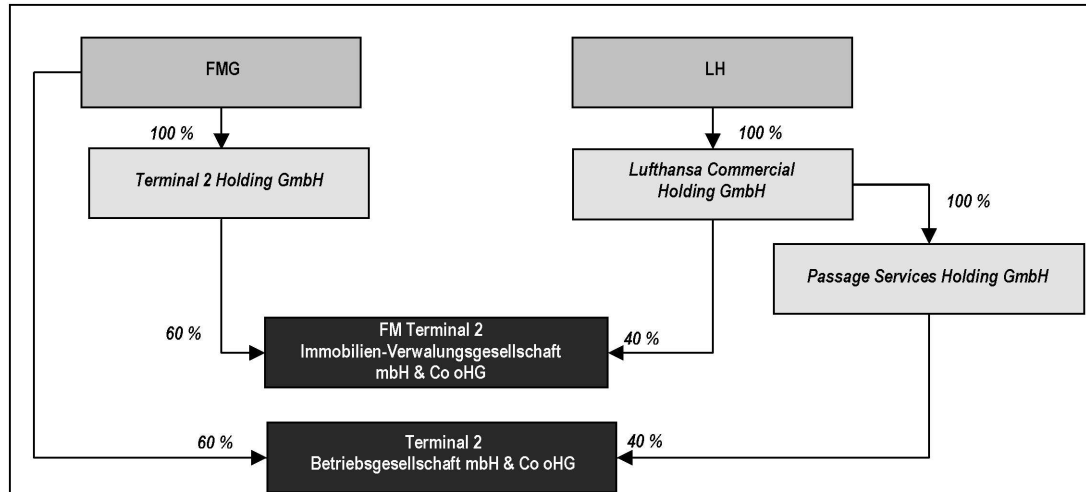 FMG
LH
100 %
100 %
Terminal 2 Holding GmbH
Lufthansa Commercial
Holding GmbH
100 %
Passage Services Holding GmbH
60 %
FM Terminal 2
Immobilien-Verwalungsgesellschaft
mbH & Co oHG
40 %
60 %
Terminal 2
Betriebsgesellschaft mbH & Co oHG
40 %